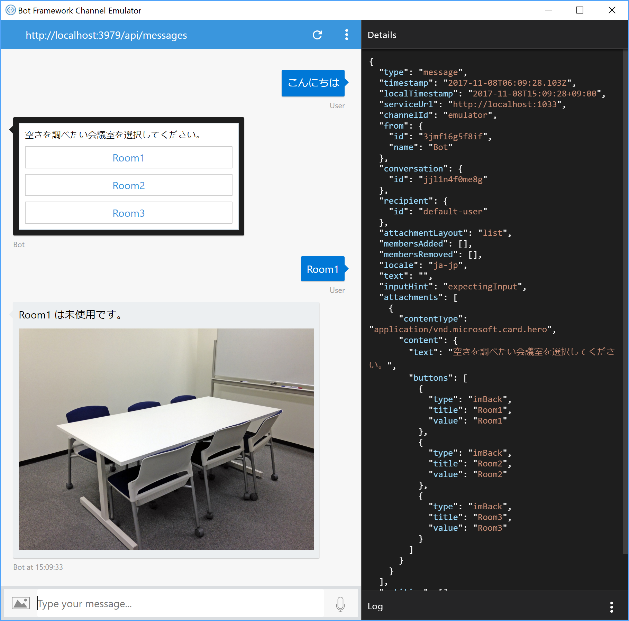 Bot Framework Channel Emulator
http://localhost:3979/api/messages
こんにちは
User
空きを調べたい会議室を選択してください。
Room1
Room2
Room3
Bot
Room1
User
Room1 は未使用です。
Bot at 15:09:33
Type your message...
Details
{
"type": "message",
"timestamp": "2017-11-08T06:09:28.103Z",
"localTimestamp": "2017-11-08T15:09:28+09:00",
"serviceUrl": "http://localhost:1033",
"channelId": "emulator",
"from": {
"id": "3jmf16g5f8if",
"name": "Bot"
},
"conversation": {
"id": "jjl1n4f0me8g"
},
"recipient": {
"id": "default-user"
},
"attachmentLayout": "list",
"membersAdded": [],
"membersRemoved": [],
"locale": "ja-jp",
"text": "",
"inputHint": "expectingInput",
"attachments": [
{
"contentType":
"application/vnd.microsoft.card.hero",
"content": {
"text": "空きを調べたい会議室を選択してくださ
い。",
"buttons": [
{
"type": "imBack",
"title": "Room1",
"value": "Room1"
},
{
"type": "imBack",
"title": "Room2",
"value": "Room2"
},
{
"type": "imBack",
"title": "Room3",
"value": "Room3"
}
]
}
}
],
Log